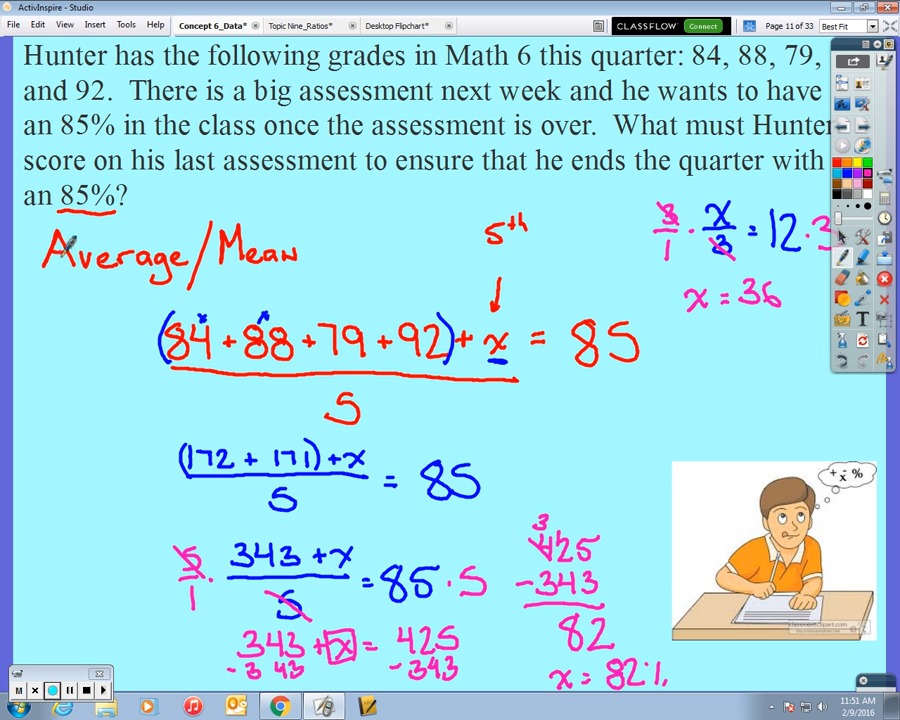 ActivInspire - Studio
File Edit View Insert Tools Help
Concept 6_Data*
Topic Nine_Ratios*
Desktop Flipchart*
CLASSFLOW Connect
Page 11 of 33
Best Fit
Hunter has the following grades in Math 6 this quarter: 84, 88, 79,
and 92. There is a big assessment next week and he wants to have
an 85% in the class once the assessment is over. What must Hunter
score on his last assessment to ensure that he ends the quarter with
an 85%?
Average/Mean
5th
3/1 · x/3 = 12 · 3
x = 36
(84 + 88 + 79 + 92) + x = 85
5
(172 + 171) + x = 85
5
5/1 · 343 + x = 85 · 5
5
343 + x = 425
-343 -343
3
425
-343
82
x = 82%
+ - x %
ClassroomClipart.com
M
11:51 AM
2/9/2016